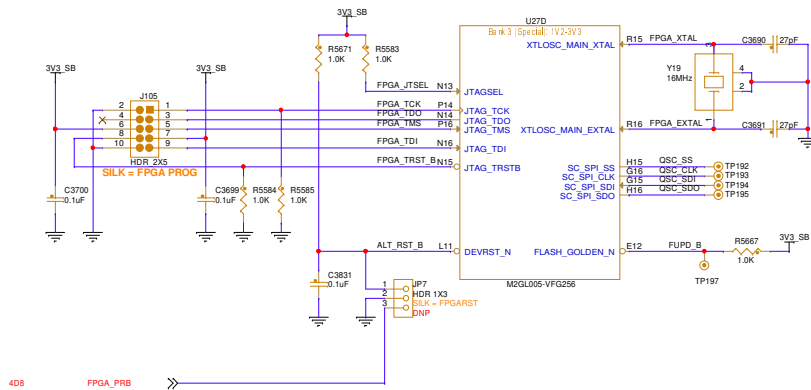 3V3_SB
U27D
Bank 3 (Special) 1V2-3V3
R5671
1.0K
R5583
1.0K
XTLOSC_MAIN_XTAL
R15
FPGA_XTAL
C3690
27pF
3
3V3_SB
3V3_SB
Y19
16MHz
4
2
1
FPGA_JTSEL
N13
JTAGSEL
J105
2
1
FPGA_TCK
P14
JTAG_TCK
4
3
FPGA_TDO
N14
JTAG_TDO
6
5
FPGA_TMS
P16
JTAG_TMS
XTLOSC_MAIN_EXTAL
R16
FPGA_EXTAL
C3691
27pF
8
7
10
9
FPGA_TDI
N16
JTAG_TDI
HDR 2X5
SILK = FPGA PROG
FPGA_TRST_B
N15
JTAG_TRSTB
SC_SPI_SS
H15
QSC_SS
TP192
SC_SPI_CLK
G16
QSC_CLK
TP193
SC_SPI_SDI
G15
QSC_SDI
TP194
SC_SPI_SDO
H16
QSC_SDO
TP195
C3700
0.1uF
C3699
0.1uF
R5584
1.0K
R5585
1.0K
3V3_SB
ALT_RST_B
L11
DEVRST_N
FLASH_GOLDEN_N
E12
FUPD_B
R5667
1.0K
TP197
C3831
0.1uF
JP7
1
2
3
HDR 1X3
SILK = FPGARST
DNP
M2GL005-VFG256
4D8
FPGA_PRB